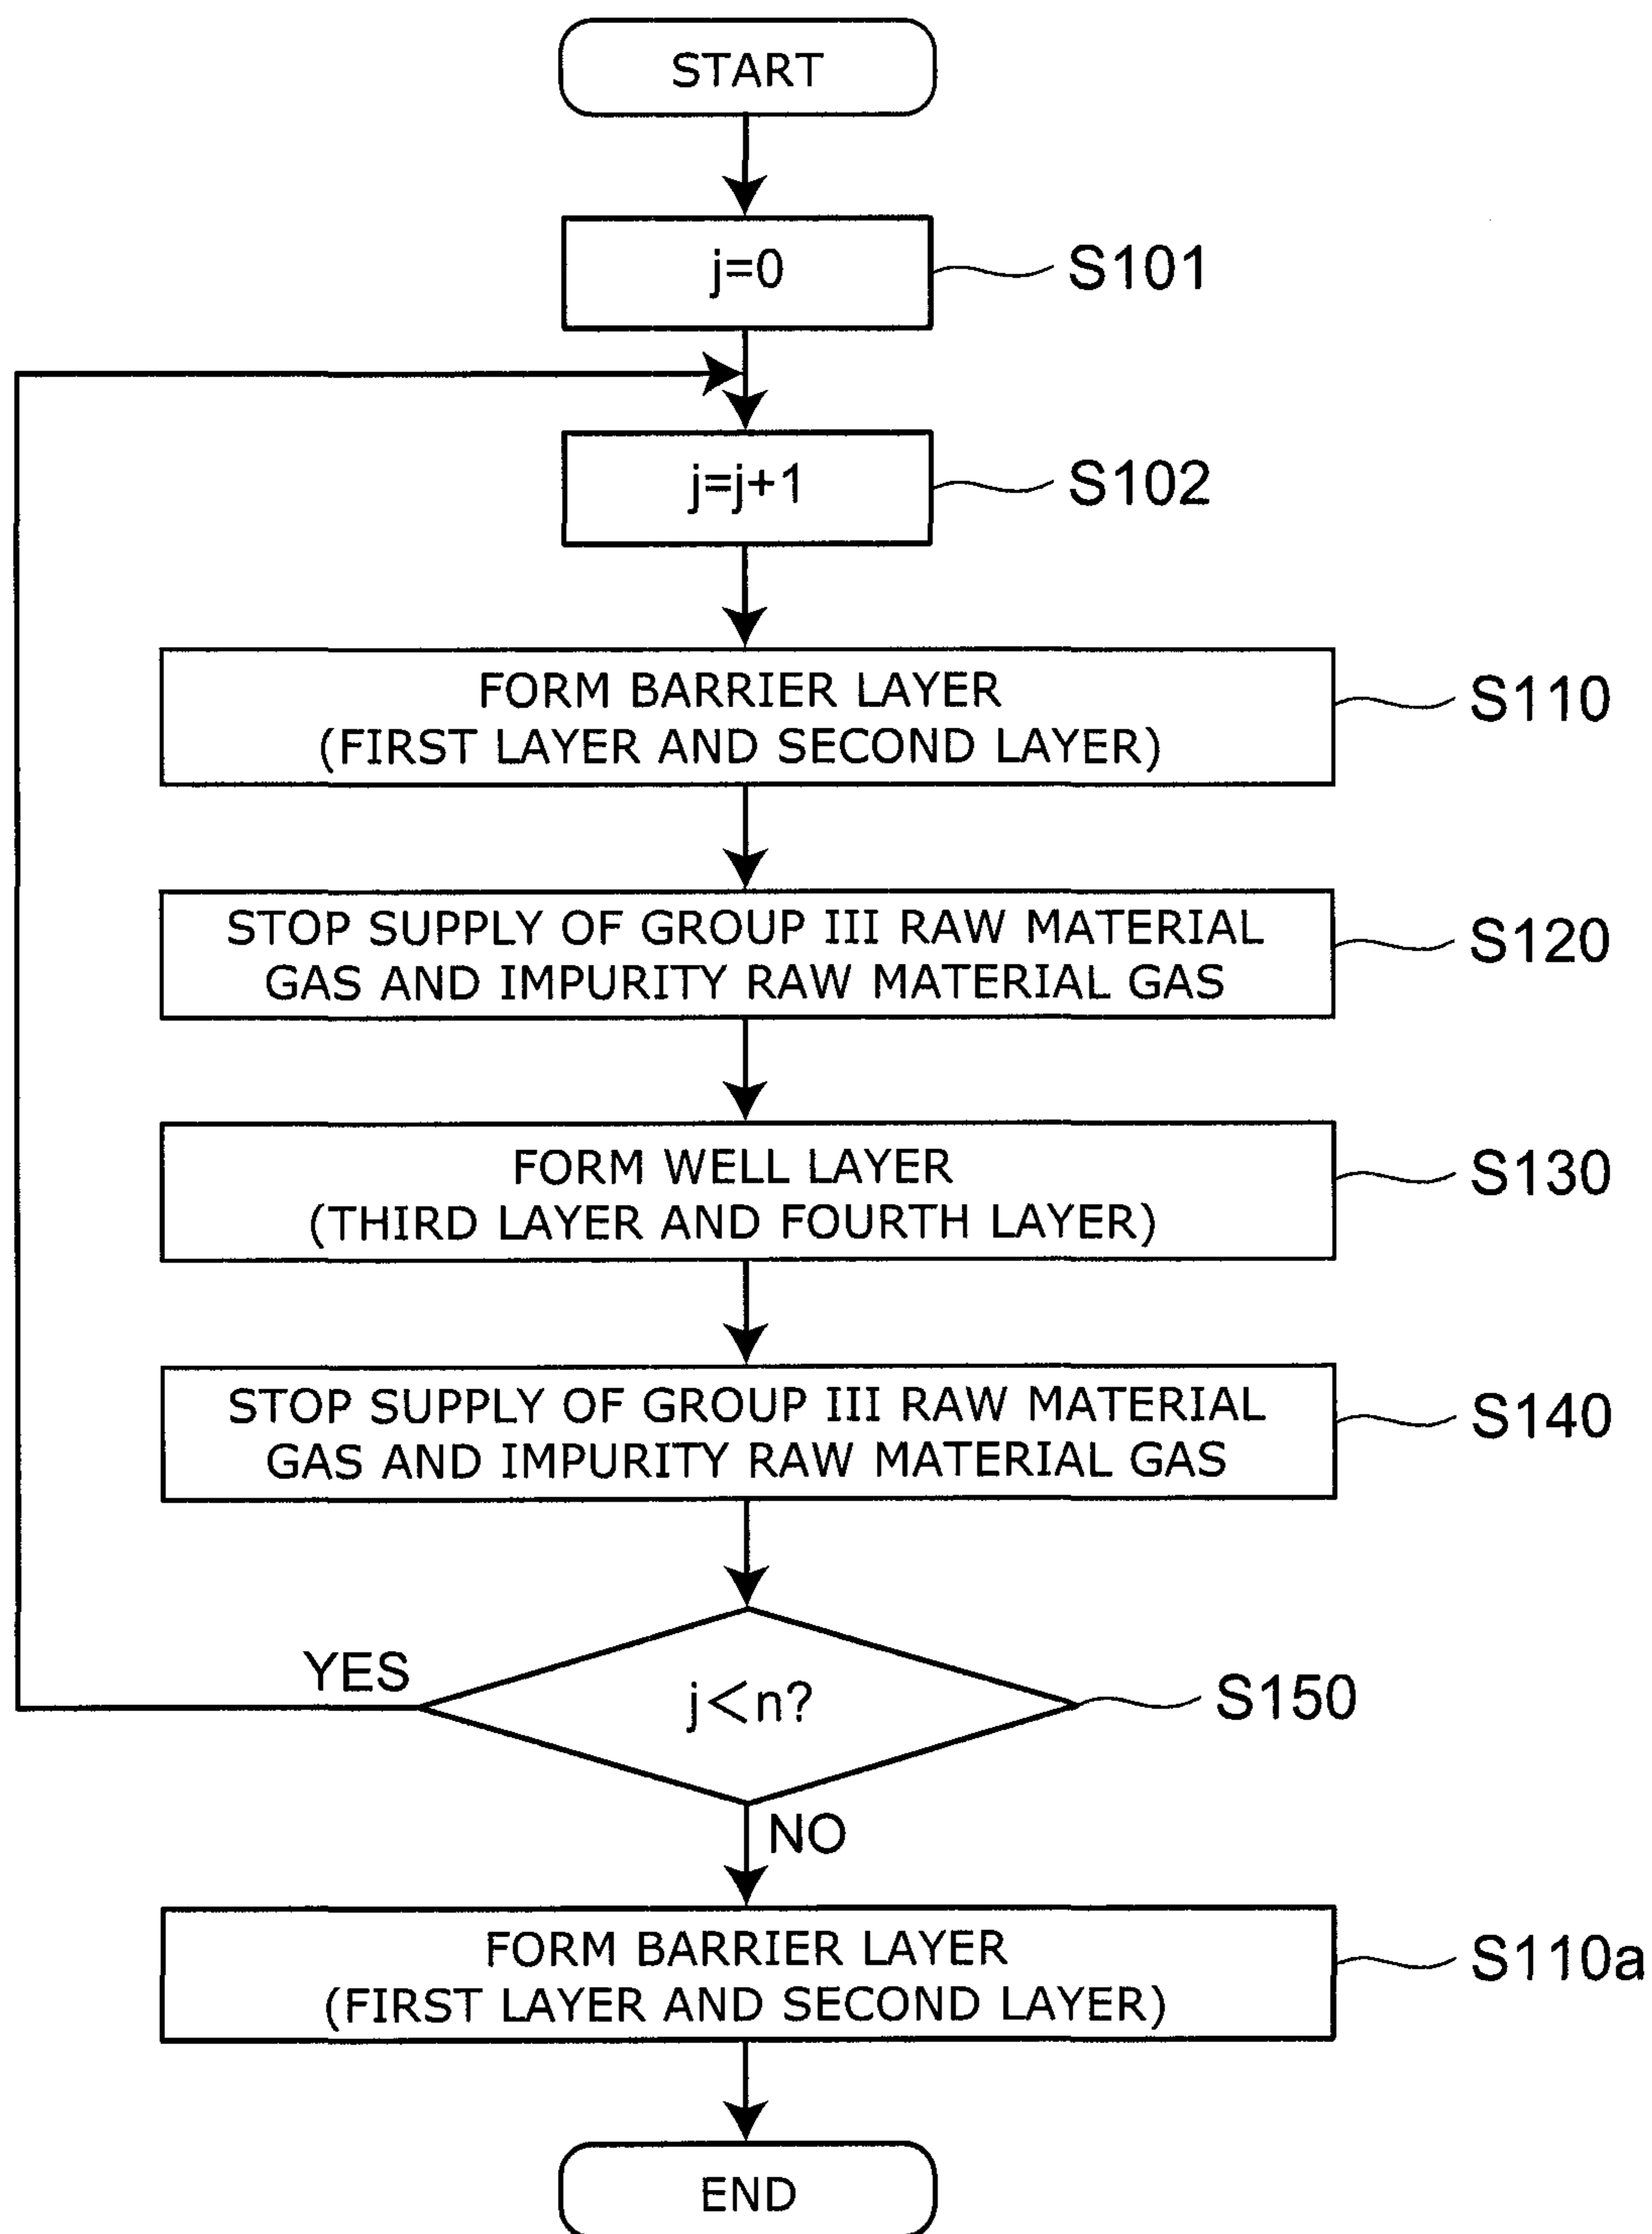 START
j=0
S101
j=j+1
S102
FORM BARRIER LAYER
(FIRST LAYER AND SECOND LAYER)
S110
STOP SUPPLY OF GROUP III RAW MATERIAL
GAS AND IMPURITY RAW MATERIAL GAS
S120
FORM WELL LAYER
(THIRD LAYER AND FOURTH LAYER)
S130
STOP SUPPLY OF GROUP III RAW MATERIAL
GAS AND IMPURITY RAW MATERIAL GAS
S140
YES
j<n?
S150
NO
FORM BARRIER LAYER
(FIRST LAYER AND SECOND LAYER)
S110a
END